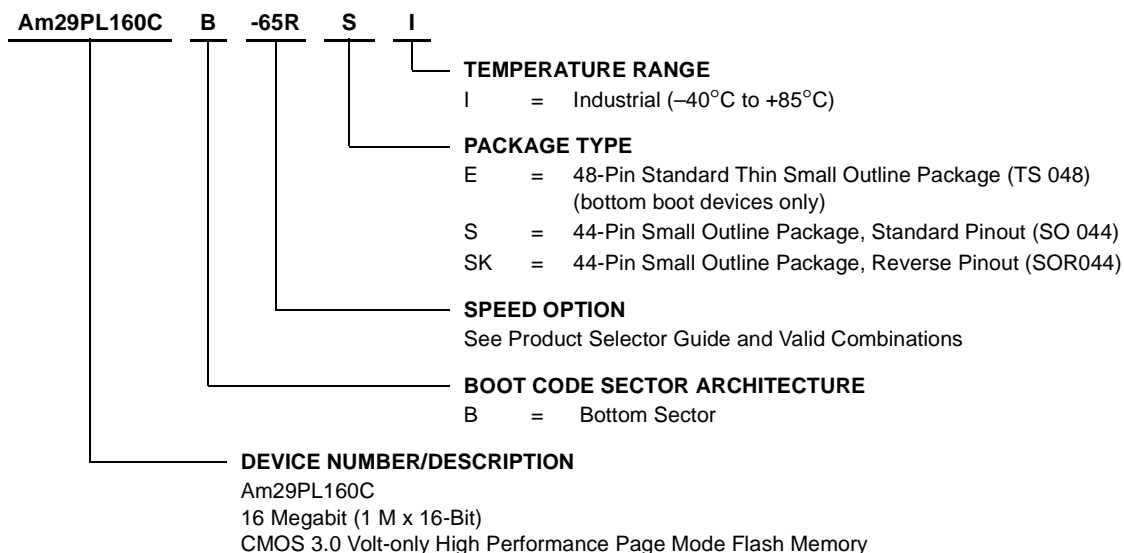 Am29PL160C B -65R S I
TEMPERATURE RANGE
I = Industrial (–40°C to +85°C)
PACKAGE TYPE
E = 48-Pin Standard Thin Small Outline Package (TS 048)
(bottom boot devices only)
S = 44-Pin Small Outline Package, Standard Pinout (SO 044)
SK = 44-Pin Small Outline Package, Reverse Pinout (SOR044)
SPEED OPTION
See Product Selector Guide and Valid Combinations
BOOT CODE SECTOR ARCHITECTURE
B = Bottom Sector
DEVICE NUMBER/DESCRIPTION
Am29PL160C
16 Megabit (1 M x 16-Bit)
CMOS 3.0 Volt-only High Performance Page Mode Flash Memory